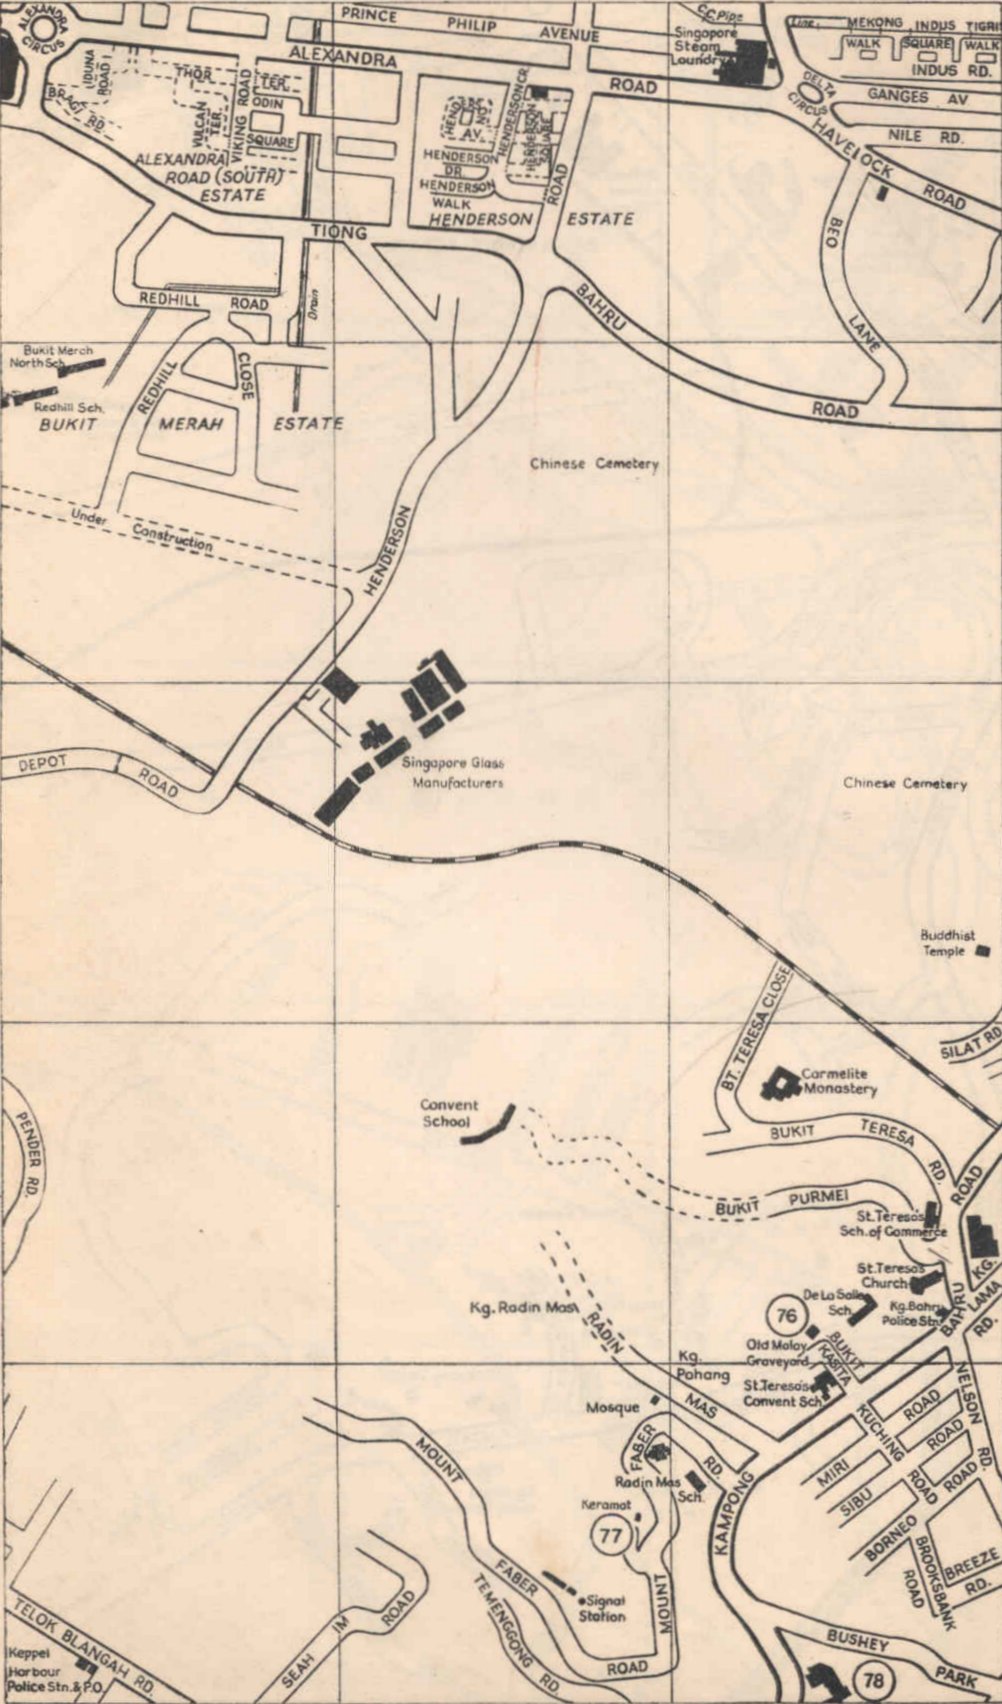 ALEXANDRA
CIRCUS
PRINCE PHILIP AVENUE
C.C. Pipe Line.
Singapore
Steam
Laundry
MEKONG
WALK
INDUS
SQUARE
TIGRIS
WALK
INDUS RD.
ALEXANDRA ROAD
DELTA
CIRCUS
GANGES AV
NILE RD.
HAVELOCK ROAD
IDUNA
ROAD
BRAGI RD
THOR
TER.
VULCAN
TER.
VIKING ROAD
ODIN
SQUARE
ALEXANDRA
ROAD (SOUTH)
ESTATE
AV.
HENDERSON CR.
HENDERSON
SQUARE
HENDERSON
DR.
HENDERSON
WALK
HENDERSON ESTATE
ROAD
TIONG BAHRU ROAD
BEO LANE
REDHILL ROAD
Drain
Bukit Merah
North Sch.
Redhill Sch.
REDHILL
CLOSE
BUKIT MERAH ESTATE
Chinese Cemetery
Under Construction
HENDERSON
DEPOT ROAD
Singapore Glass
Manufacturers
Chinese Cemetery
Buddhist
Temple
SILAT RD
BT. TERESA CLOSE
Carmelite
Monastery
Convent
School
PENDER RD.
BUKIT TERESA RD.
ROAD
BUKIT PURMEI
St. Teresa's
Sch. of Commerce
St. Teresa's
Church
De La Salle
Sch.
Kg. Bahru
Police Stn.
BAHRU
KG.
LAMA
RD.
76
Old Malay
Graveyard
BUKIT
KASITA
Kg. Radin Mas
RADIN MAS
Kg.
Pahang
St. Teresa's
Convent Sch.
Mosque
NELSON RD.
KUCHING ROAD
MIRI ROAD
SIBU ROAD
BORNEO ROAD
BROOKSBANK
ROAD
BREEZE
RD.
FABER
RD.
Radin Mas
Sch.
KAMPONG
Keramat
77
MOUNT
MOUNT FABER ROAD
Signal
Station
TEMENGGONG RD.
SEAH IM ROAD
TELOK BLANGAH RD.
Keppel
Harbour
Police Stn. & P.O.
BUSHEY PARK
78